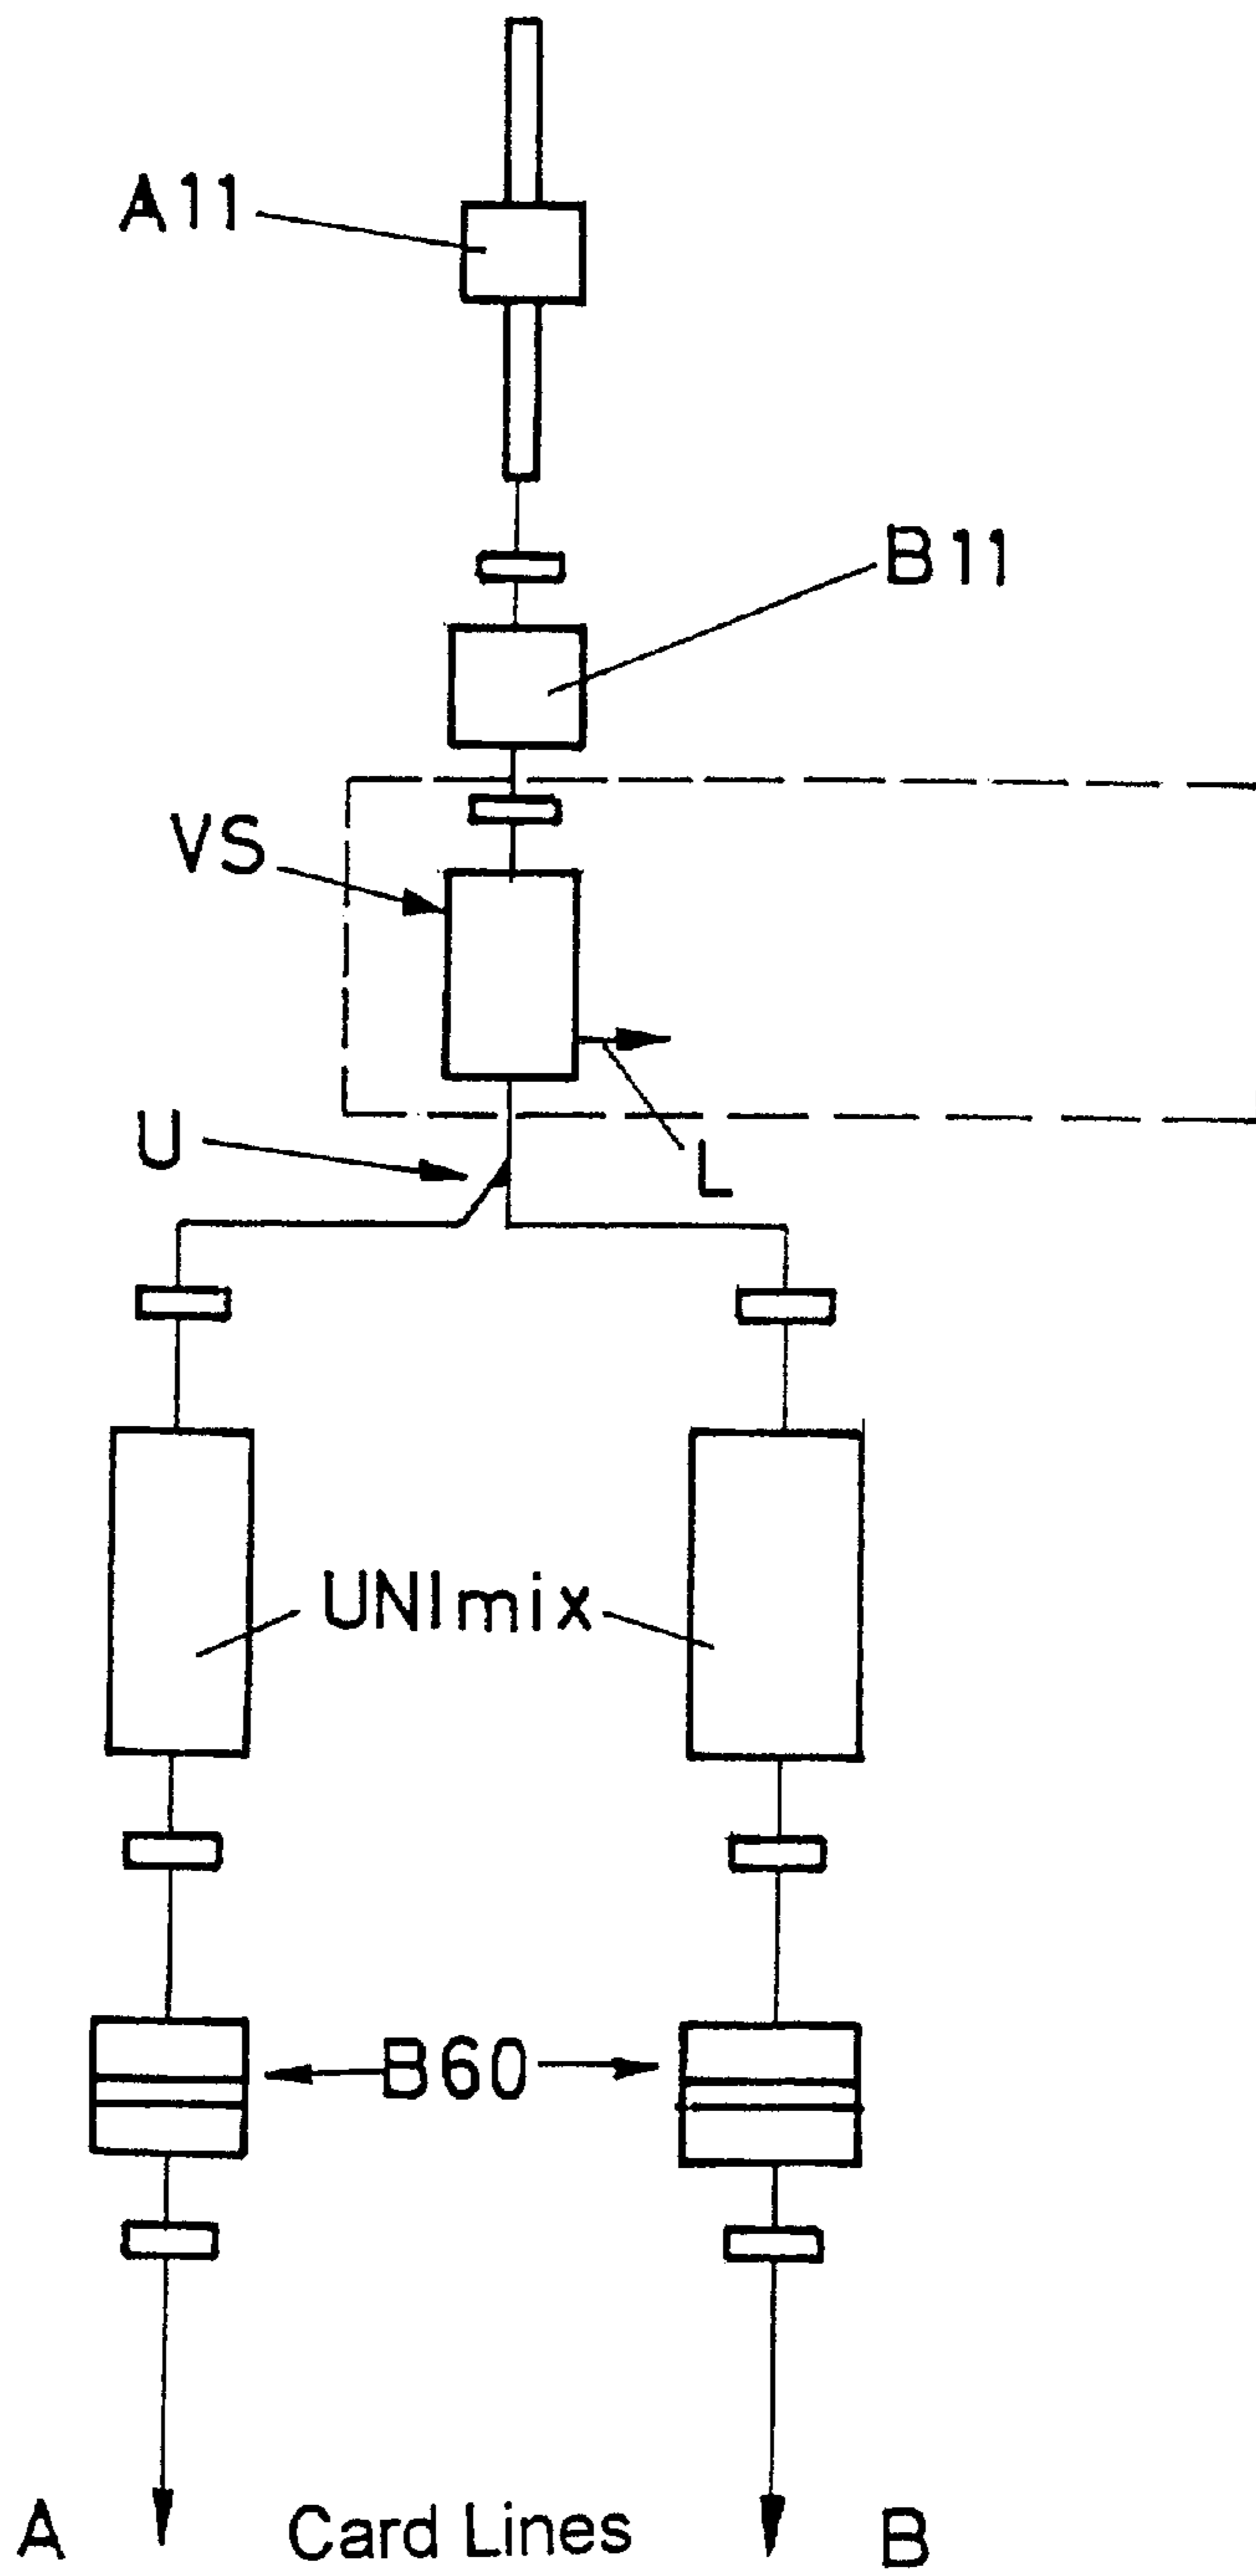 A11
B11
VS
U
L
UNImix
B60
A Card Lines B